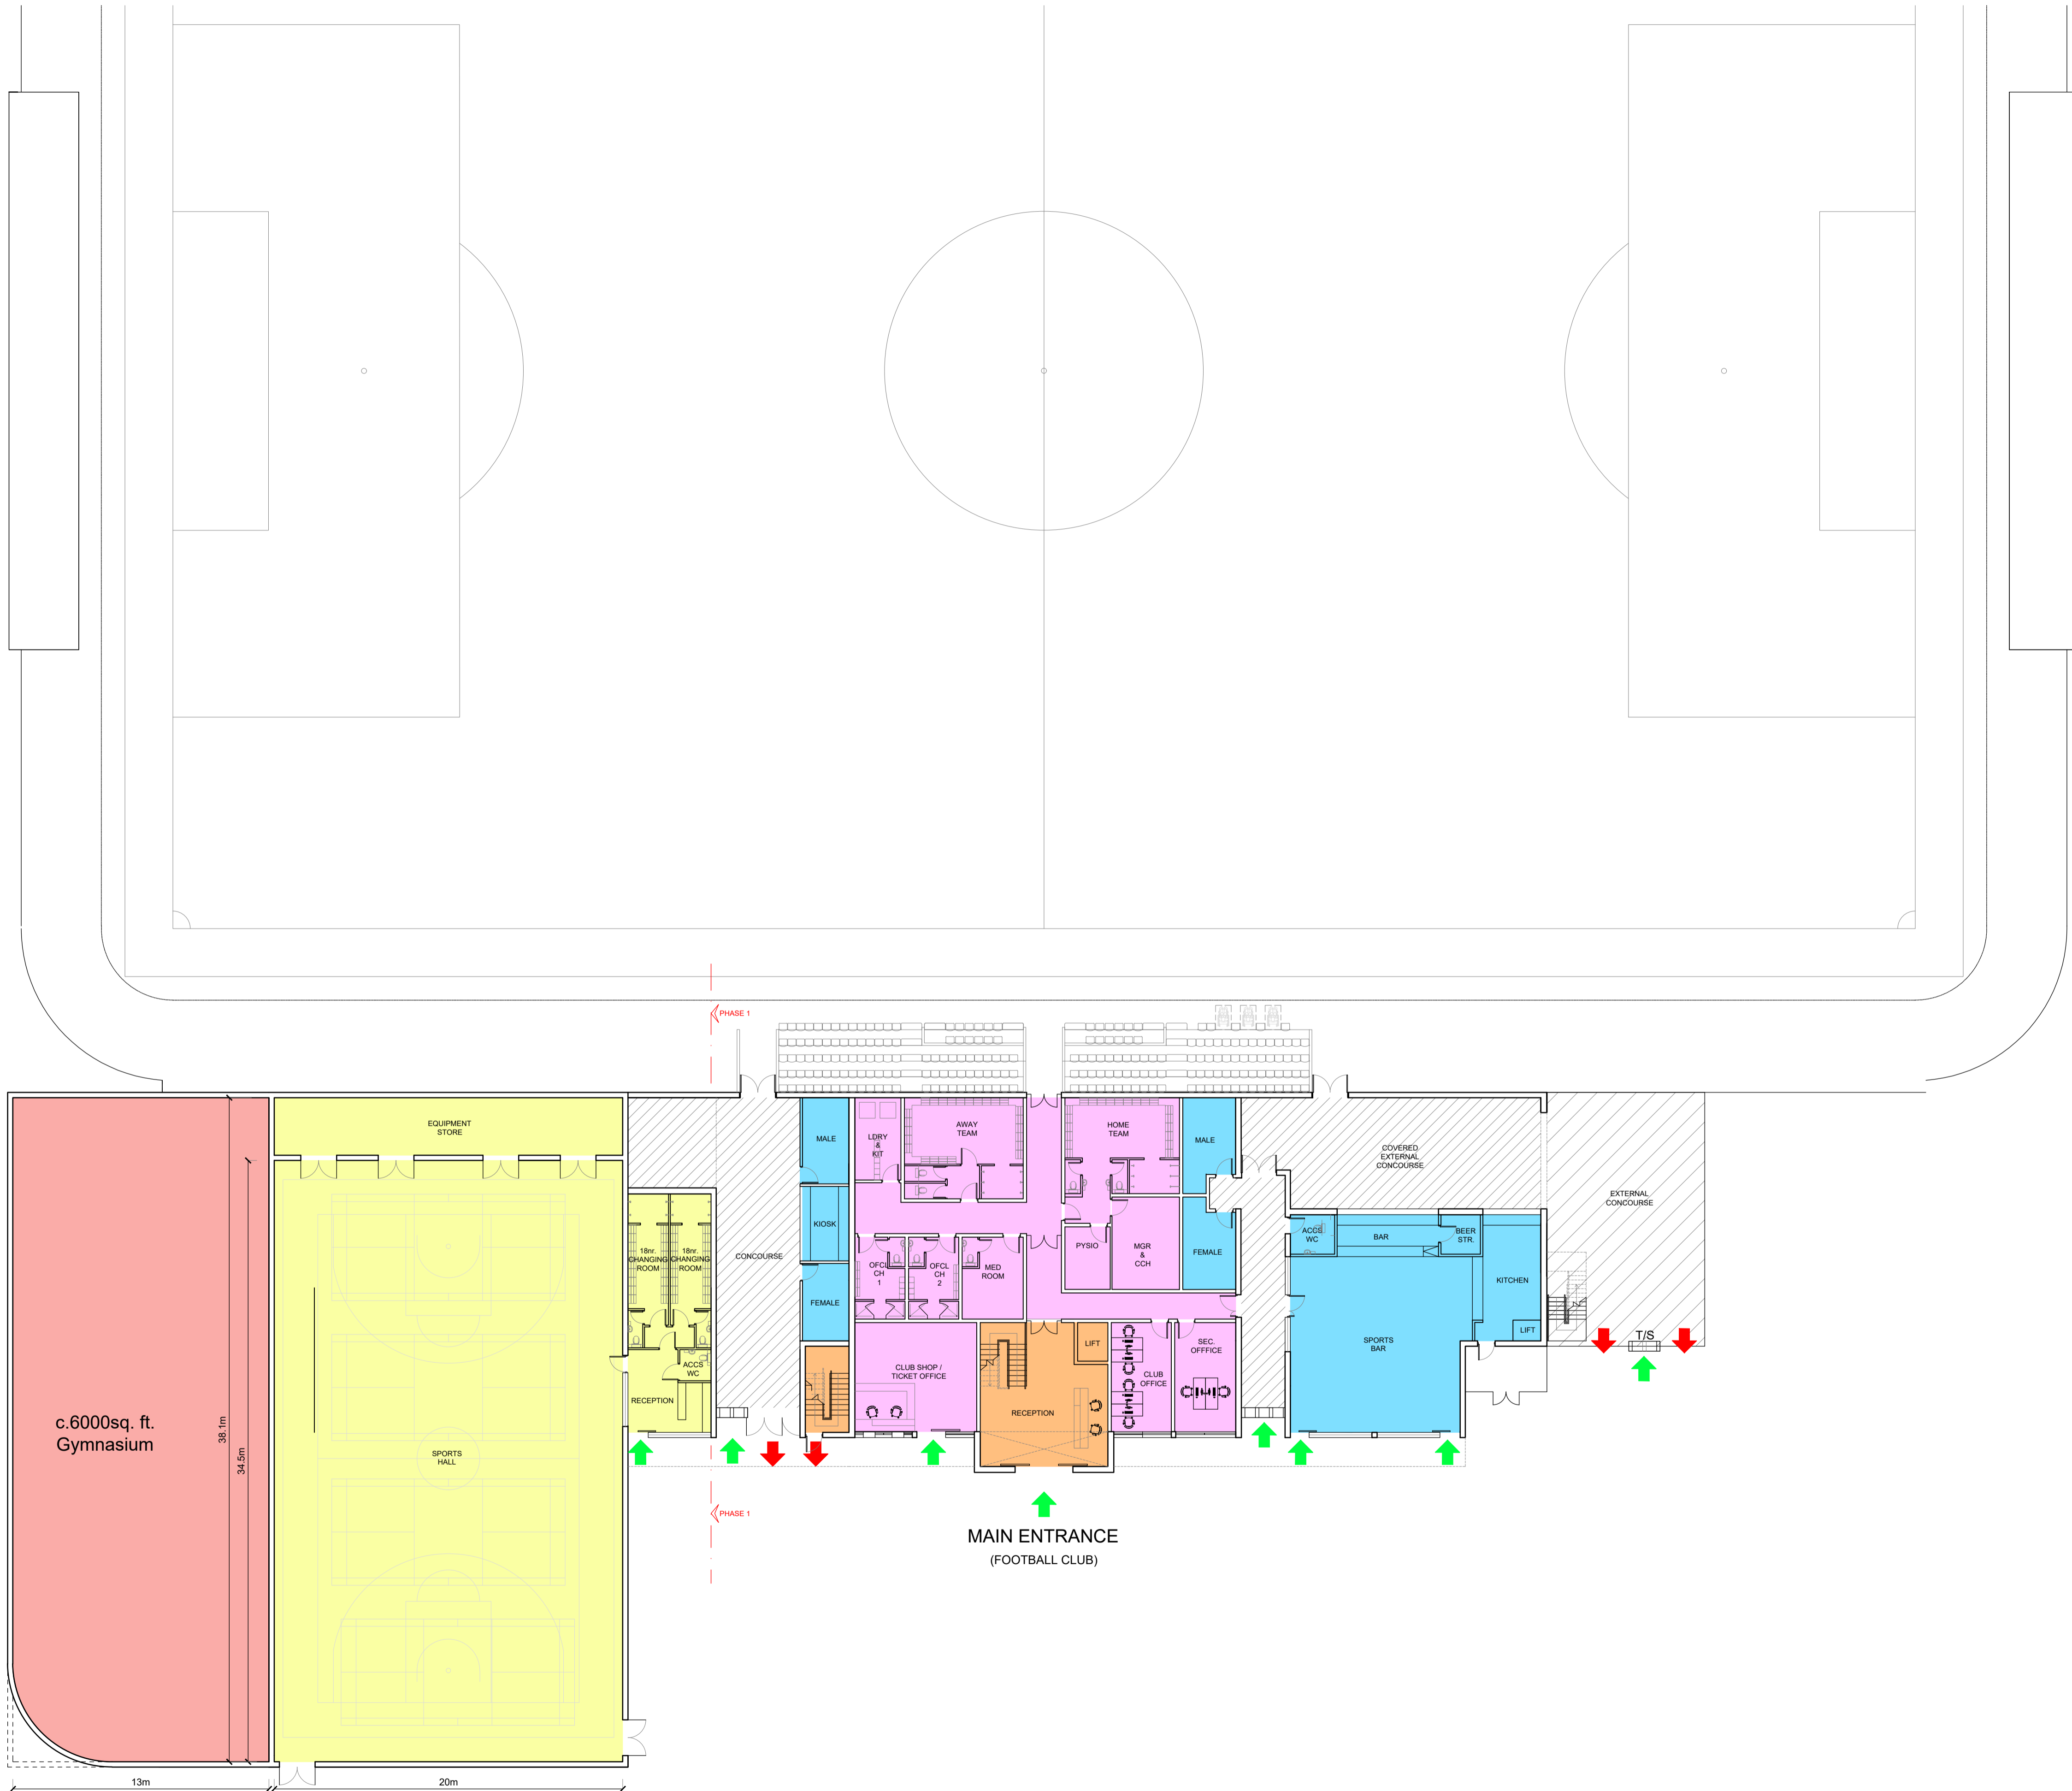 PHASE 1
EQUIPMENT
STORE
MALE
LDRY
&
KIT
AWAY
TEAM
HOME
TEAM
MALE
COVERED
EXTERNAL
CONCOURSE
EXTERNAL
CONCOURSE
KIOSK
18nr.
CHANGING
ROOM
18nr.
CHANGING
ROOM
CONCOURSE
FEMALE
OFCL
CH
1
OFCL
CH
2
MED
ROOM
PYSIO
MGR
&
CCH
FEMALE
ACCS
WC
BAR
BEER
STR.
KITCHEN
LIFT
SPORTS
BAR
T/S
ACCS
WC
RECEPTION
CLUB SHOP /
TICKET OFFICE
LIFT
RECEPTION
CLUB
OFFICE
SEC.
OFFFICE
c.6000sq. ft.
Gymnasium
38.1m
34.5m
SPORTS
HALL
PHASE 1
MAIN ENTRANCE
(FOOTBALL CLUB)
13m
20m